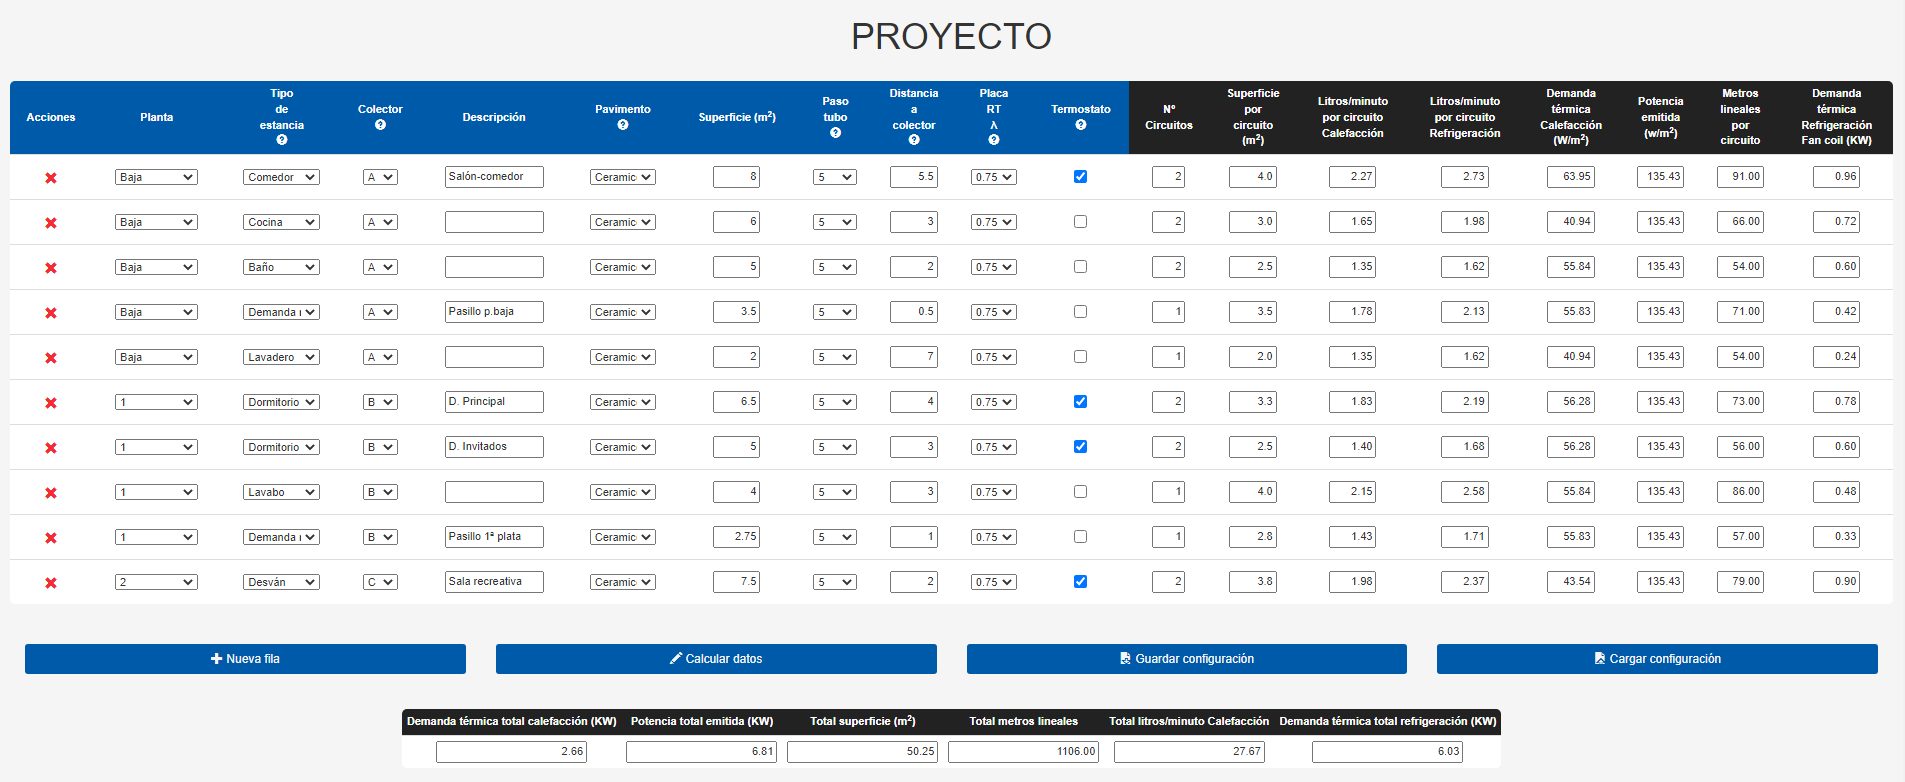 PROYECTO
Acciones Planta Tipo de estancia Colector Descripción Pavimento Superficie (m2) Paso tubo Distancia a colector Placa RT Λ Termostato Nº Circuitos Superficie por circuito (m2) Litros/minuto por circuito Calefacción Litros/minuto por circuito Refrigeración Demanda térmica Calefacción (W/m2) Potencia emitida (w/m2) Metros lineales por circuito Demanda térmica Refrigeración Fan coil (KW)
Baja Comedor A Salón-comedor Ceramic 8 5 5.5 0.75 2 4.0 2.27 2.73 63.95 135.43 91.00 0.96
Baja Cocina A Ceramic 6 5 3 0.75 2 3.0 1.65 1.98 40.94 135.43 66.00 0.72
Baja Baño A Ceramic 5 5 2 0.75 2 2.5 1.35 1.62 55.84 135.43 54.00 0.60
Baja Demanda A Pasillo p.baja Ceramic 3.5 5 0.5 0.75 1 3.5 1.78 2.13 55.83 135.43 71.00 0.42
Baja Lavadero A Ceramic 2 5 7 0.75 1 2.0 1.35 1.62 40.94 135.43 54.00 0.24
1 Dormitorio B D. Principal Ceramic 6.5 5 4 0.75 2 3.3 1.83 2.19 56.28 135.43 73.00 0.78
1 Dormitorio B D. Invitados Ceramic 5 5 3 0.75 2 2.5 1.40 1.68 56.28 135.43 56.00 0.60
1 Lavabo B Ceramic 4 5 3 0.75 1 4.0 2.15 2.58 55.84 135.43 86.00 0.48
1 Demanda B Pasillo 1ª plata Ceramic 2.75 5 1 0.75 1 2.8 1.43 1.71 55.83 135.43 57.00 0.33
2 Desván C Sala recreativa Ceramic 7.5 5 2 0.75 2 3.8 1.98 2.37 43.54 135.43 79.00 0.90
Nueva fila Calcular datos Guardar configuración Cargar configuración
Demanda térmica total calefacción (KW) Potencia total emitida (KW) Total superficie (m2) Total metros lineales Total litros/minuto Calefacción Demanda térmica total refrigeración (KW)
2.66 6.81 50.25 1106.00 27.67 6.03